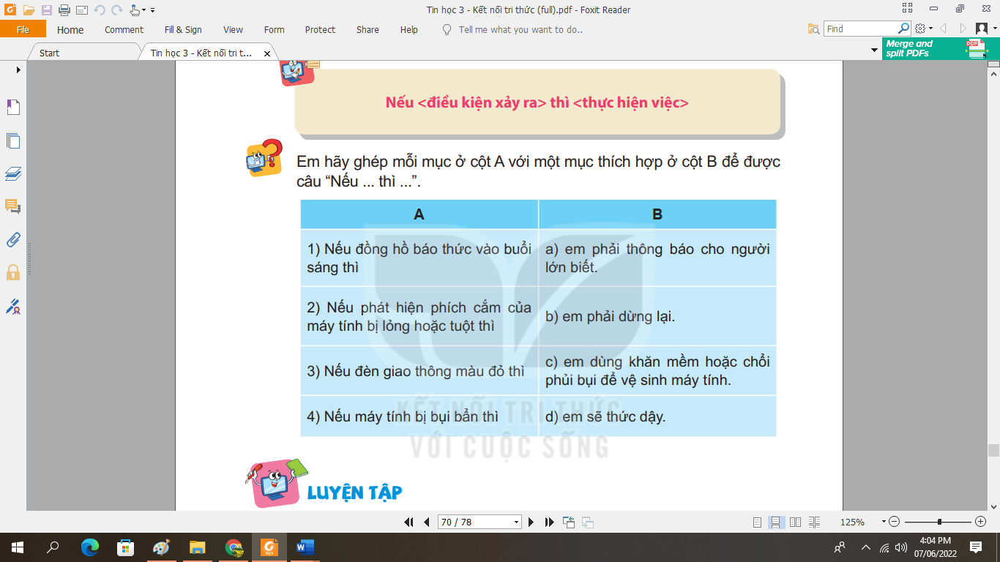 Tin học 3 - Kết nối tri thức (full).pdf - Foxit Reader
File
Home
Comment
Fill & Sign
View
Form
Protect
Share
Help
Tell me what you want to do..
Find
Start
Tin học 3 - Kết nối tri t...
Merge and
split PDFs
Nếu <điều kiện xảy ra> thì <thực hiện việc>
Em hãy ghép mỗi mục ở cột A với một mục thích hợp ở cột B để được
câu “Nếu ... thì ...”.
A
B
1) Nếu đồng hồ báo thức vào buổi
sáng thì
a) em phải thông báo cho người
lớn biết.
2) Nếu phát hiện phích cắm của
máy tính bị lỏng hoặc tuột thì
b) em phải dừng lại.
3) Nếu đèn giao thông màu đỏ thì
c) em dùng khăn mềm hoặc chổi
phủi bụi để vệ sinh máy tính.
4) Nếu máy tính bị bụi bẩn thì
d) em sẽ thức dậy.
KẾT NỐI TRI THỨC
VỚI CUỘC SỐNG
LUYỆN TẬP
70 / 78
125%
4:04 PM
07/06/2022